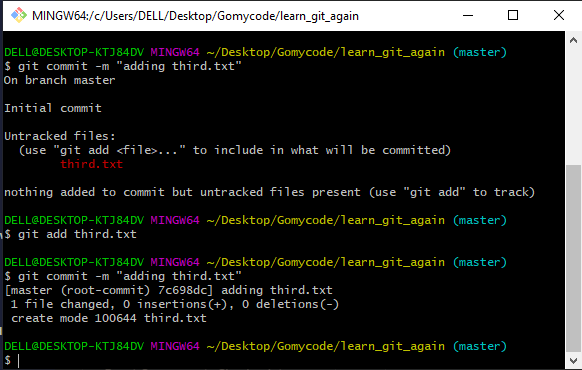 MINGW64:/c/Users/DELL/Desktop/Gomycode/learn_git_again
DELL@DESKTOP-KTJ84DV MINGW64 ~/Desktop/Gomycode/learn_git_again (master)
$ git commit -m "adding third.txt"
On branch master
Initial commit
Untracked files:
  (use "git add <file>..." to include in what will be committed)
        third.txt
nothing added to commit but untracked files present (use "git add" to track)
DELL@DESKTOP-KTJ84DV MINGW64 ~/Desktop/Gomycode/learn_git_again (master)
$ git add third.txt
DELL@DESKTOP-KTJ84DV MINGW64 ~/Desktop/Gomycode/learn_git_again (master)
$ git commit -m "adding third.txt"
[master (root-commit) 7c698dc] adding third.txt
 1 file changed, 0 insertions(+), 0 deletions(-)
 create mode 100644 third.txt
DELL@DESKTOP-KTJ84DV MINGW64 ~/Desktop/Gomycode/learn_git_again (master)
$